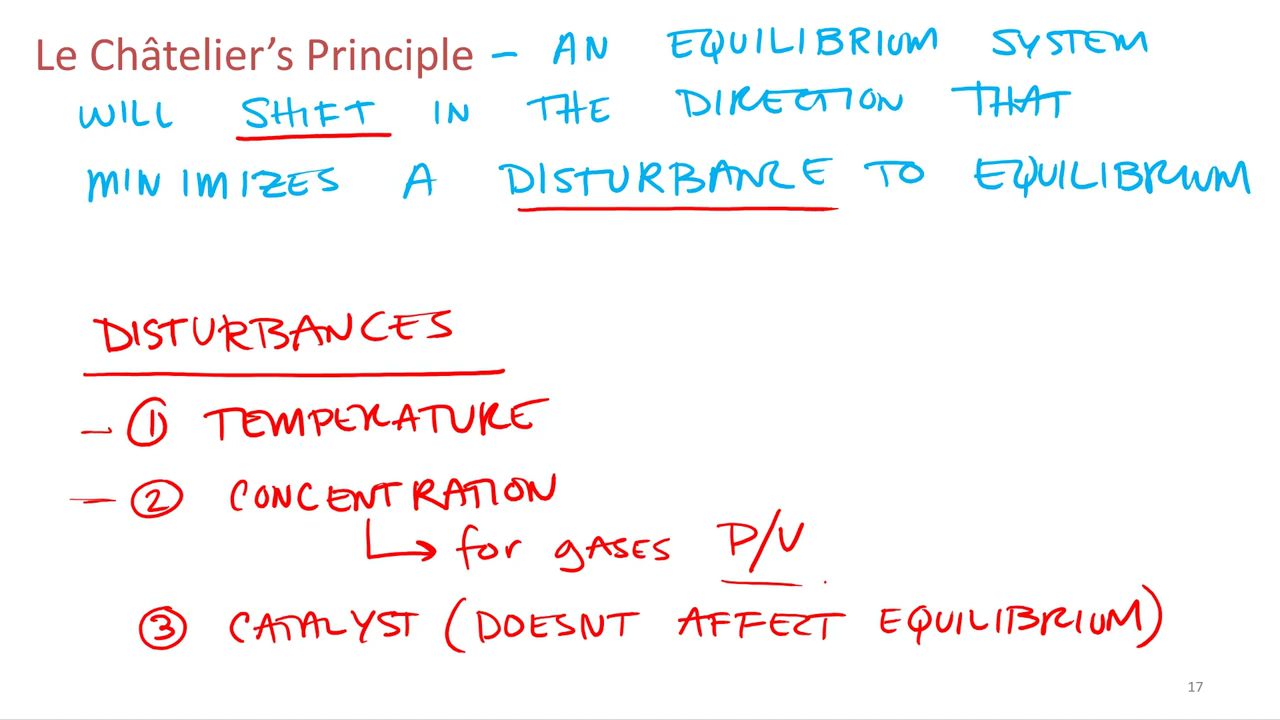 Le Châtelier's Principle – AN EQUILIBRIUM SYSTEM
WILL SHIFT IN THE DIRECTION THAT
MINIMIZES A DISTURBANCE TO EQUILIBRIUM
DISTURBANCES
– ① TEMPERATURE
– ② CONCENTRATION
↳ for gASES P/V
③ CATALYST (DOESNT AFFECT EQUILIBRIUM)
17